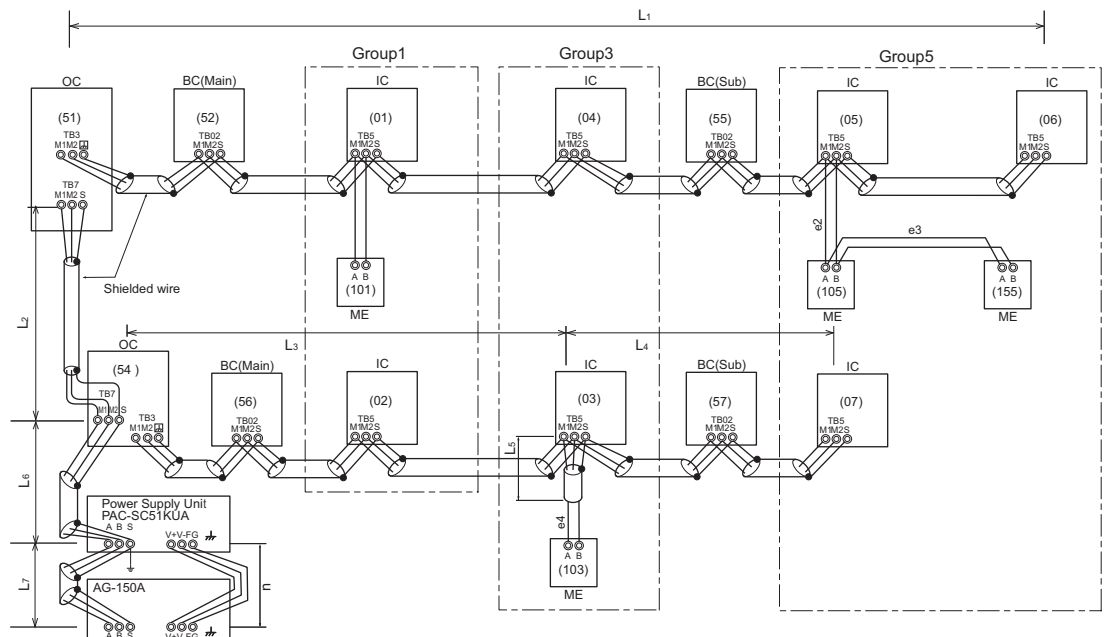 L1
Group1
Group3
Group5
OC
BC(Main)
IC
IC
BC(Sub)
IC
IC
(51)
(52)
(01)
(04)
(55)
(05)
(06)
TB3
M1M2
TB02
M1M2S
TB5
M1M2S
TB5
M1M2S
TB02
M1M2S
TB5
M1M2S
TB5
M1M2S
TB7
M1M2 S
L2
Shielded wire
e2
e3
A B
(101)
ME
A B
(105)
ME
A B
(155)
ME
L3
L4
OC
BC(Main)
IC
IC
BC(Sub)
IC
(54 )
(56)
(02)
(03)
(57)
(07)
TB7
M1M2 S
TB3
M1M2
TB02
M1M2S
TB5
M1M2S
TB5
M1M2S
TB02
M1M2S
TB5
M1M2S
L5
L6
Power Supply Unit
PAC-SC51KUA
A B S
V+V-FG
e4
A B
(103)
ME
L7
n
AG-150A
A B S
V+V-FG